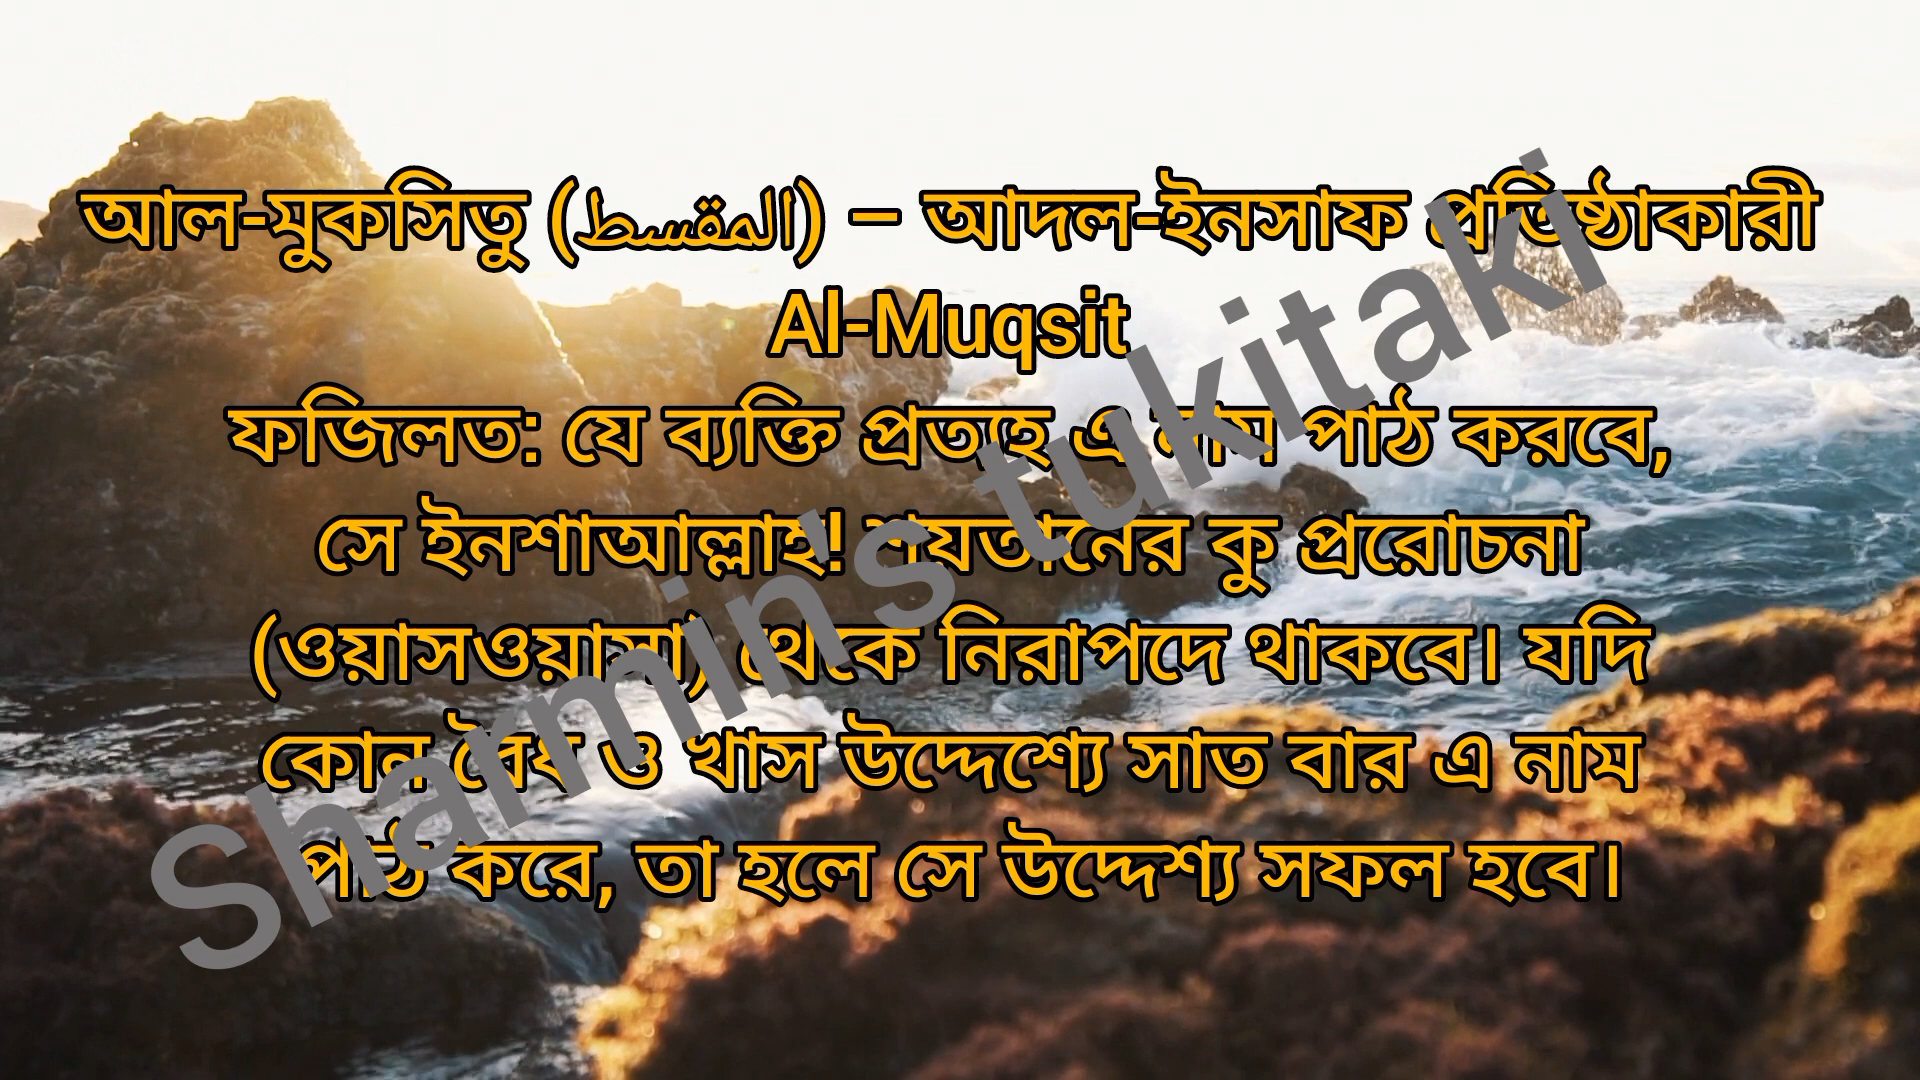 আল-মুকসিতু (المقسط) – আদল-ইনসাফ প্রতিষ্ঠাকারী
Al-Muqsit
ফজিলত: যে ব্যক্তি প্রত্যহ এ নাম পাঠ করবে,
সে ইনশাআল্লাহ! শয়তানের কু প্ররোচনা
(ওয়াসওয়াসা) থেকে নিরাপদে থাকবে। যদি
কোন বৈধ ও খাস উদ্দেশ্যে সাত বার এ নাম
পাঠ করে, তা হলে সে উদ্দেশ্য সফল হবে।
Sharmin's tukitaki